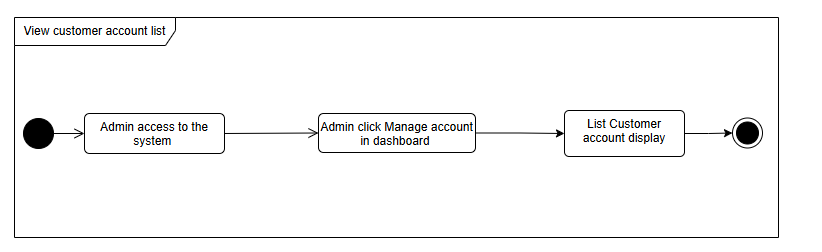 View customer account list
Admin access to the
system
Admin click Manage account
in dashboard
List Customer
account display